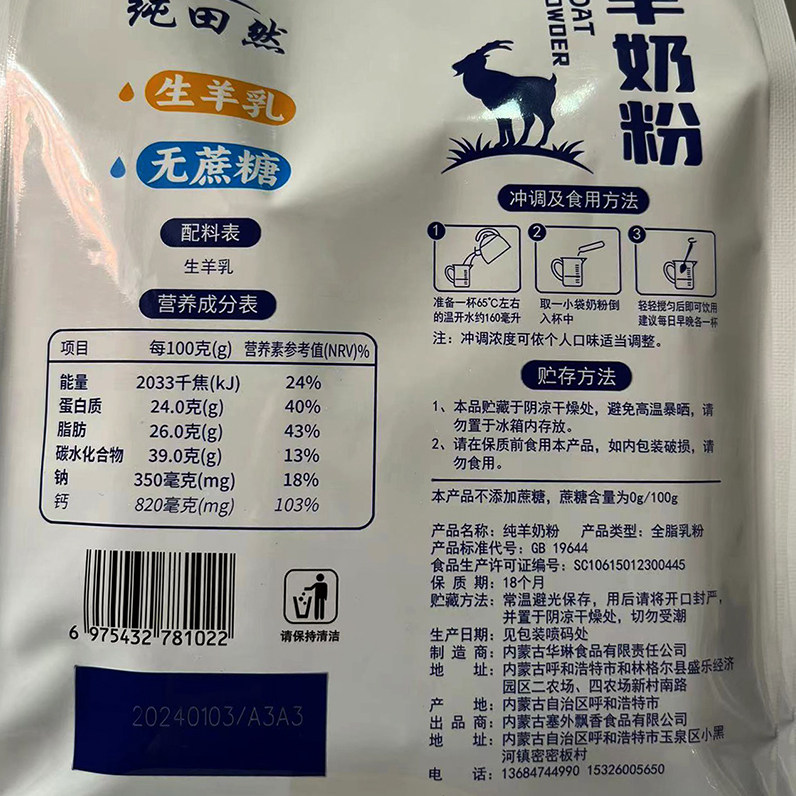 纯田然
生羊乳
无蔗糖
配料表
生羊乳
营养成分表
项目 每100克(g) 营养素参考值(NRV)%
能量 2033千焦(kJ) 24%
蛋白质 24.0克(g) 40%
脂肪 26.0克(g) 43%
碳水化合物 39.0克(g) 13%
钠 350毫克(mg) 18%
钙 820毫克(mg) 103%
6 975432 781022
请保持清洁
20240103/A3A3
羊奶粉
OAT
OWDER
冲调及食用方法
1
准备一杯65℃左右
的温开水约160毫升
2
取一小袋奶粉倒
入杯中
3
轻轻搅匀后即可饮用
建议每日早晚各一杯
注：冲调浓度可依个人口味适当调整。
贮存方法
1、本品贮藏于阴凉干燥处，避免高温暴晒，请
勿置于冰箱内存放。
2、请在保质前食用本产品，如内包装破损，请
勿食用。
本产品不添加蔗糖，蔗糖含量为0g/100g
产品名称：纯羊奶粉 产品类型：全脂乳粉
产品标准代号：GB 19644
食品生产许可证编号：SC10615012300445
保质期：18个月
贮藏方法：常温避光保存，用后请将开口封严，
并置于阴凉干燥处，切勿受潮
生产日期：见包装喷码处
制造商：内蒙古华琳食品有限责任公司
地址：内蒙古呼和浩特市和林格尔县盛乐经济
园区二农场、四农场新村南路
产地：内蒙古自治区呼和浩特市
出品商：内蒙古塞外飘香食品有限公司
地址：内蒙古自治区呼和浩特市玉泉区小黑
河镇密密板村
电话：13684744990 15326005650